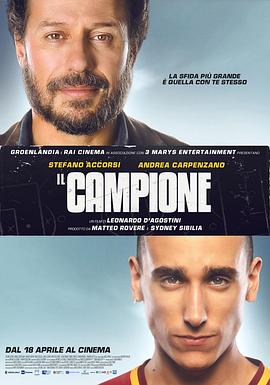 LA SFIDA PIÙ GRANDE
È QUELLA CON TE STESSO
GROENLANDIA E RAI CINEMA IN ASSOCIAZIONE CON 3 MARYS ENTERTAINMENT PRESENTANO
STEFANO ACCORSI ANDREA CARPENZANO
IL CAMPIONE
UN FILM DI LEONARDO D'AGOSTINI
PRODOTTO DA MATTEO ROVERE E SYDNEY SIBILIA
DAL 18 APRILE AL CINEMA